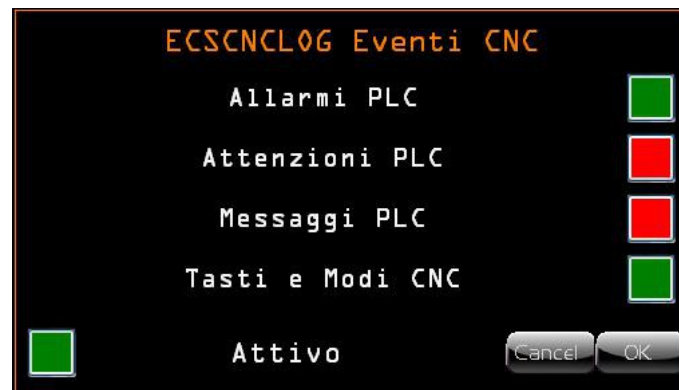 ECSCNCLOG Eventi CNC
Allarmi PLC
Attenzioni PLC
Messaggi PLC
Tasti e Modi CNC
Attivo Cancel OK